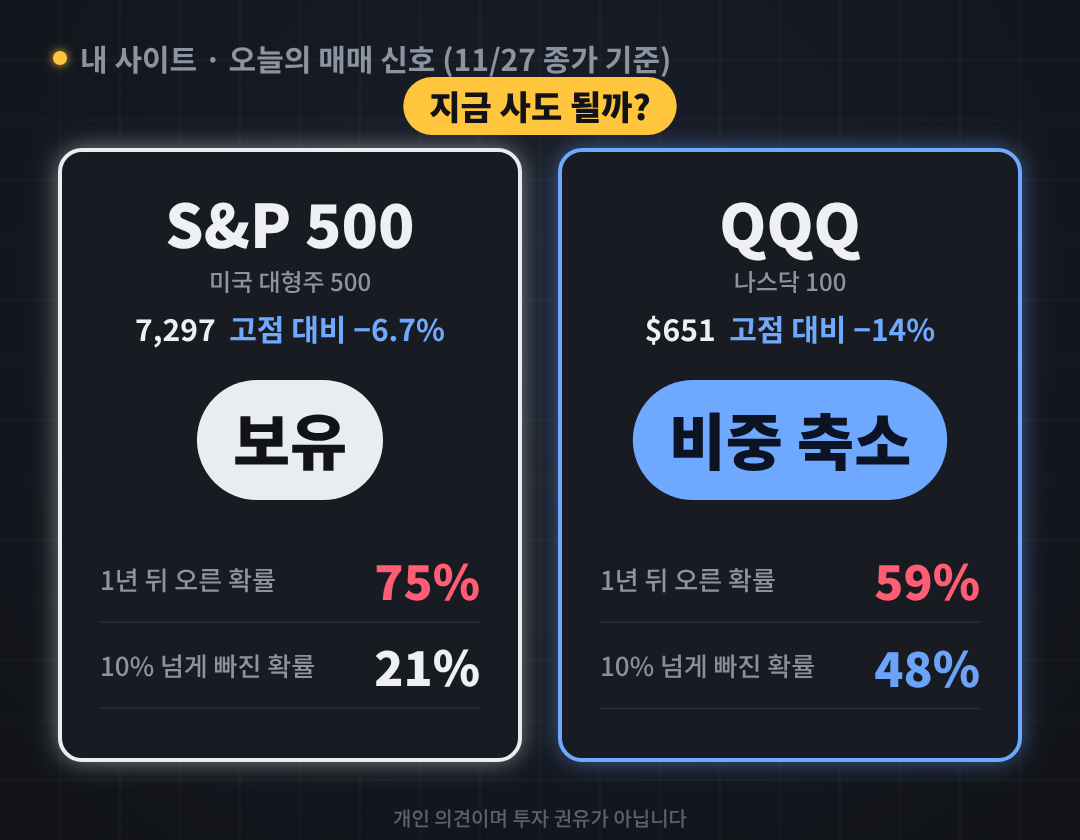 내 사이트 · 오늘의 매매 신호 (11/27 종가 기준)
지금 사도 될까?
S&P 500
미국 대형주 500
7,297 고점 대비 −6.7%
보유
1년 뒤 오른 확률 75%
10% 넘게 빠진 확률 21%
QQQ
나스닥 100
$651 고점 대비 −14%
비중 축소
1년 뒤 오른 확률 59%
10% 넘게 빠진 확률 48%
개인 의견이며 투자 권유가 아닙니다